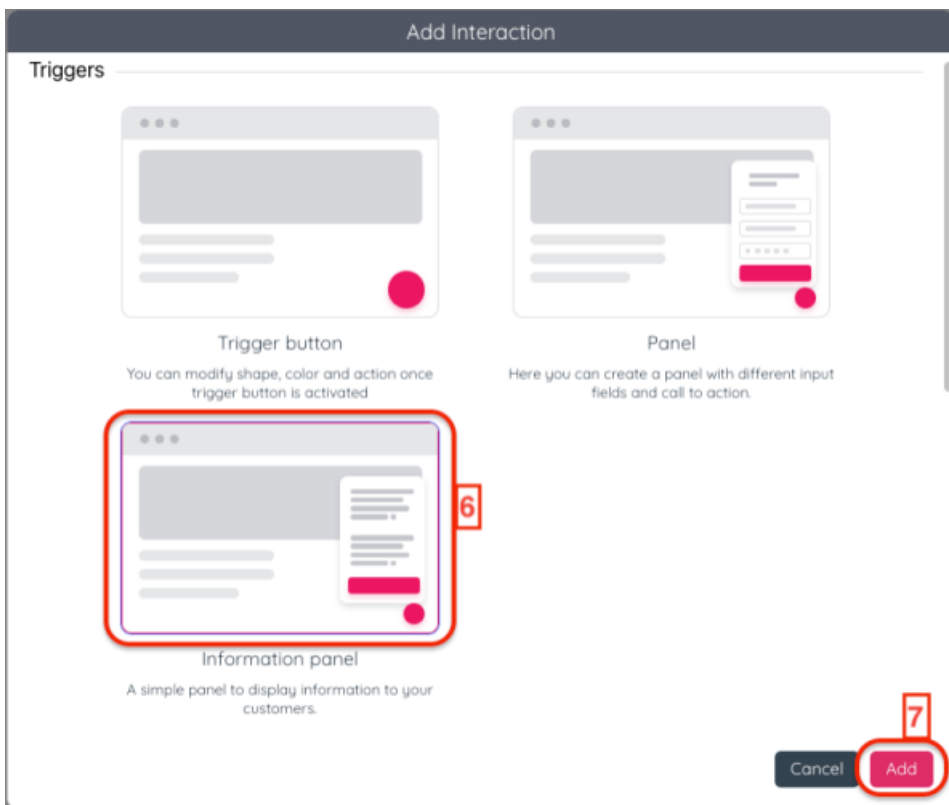 Add Interaction
Triggers
Trigger button
You can modify shape, color and action once
trigger button is activated
Panel
Here you can create a panel with different input
fields and call to action.
6
Information panel
A simple panel to display information to your
customers.
7
Cancel
Add